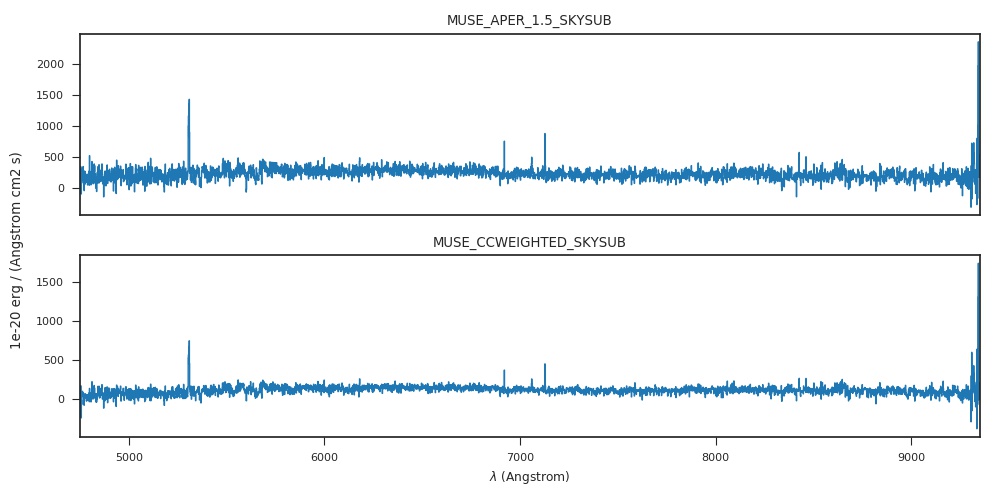 MUSE_APER_1.5_SKYSUB
2000
1500
1000
500
0
1e-20 erg / (Angstrom cm2 s)
MUSE_CCWEIGHTED_SKYSUB
1500
1000
500
0
5000 6000 7000 8000 9000
λ (Angstrom)